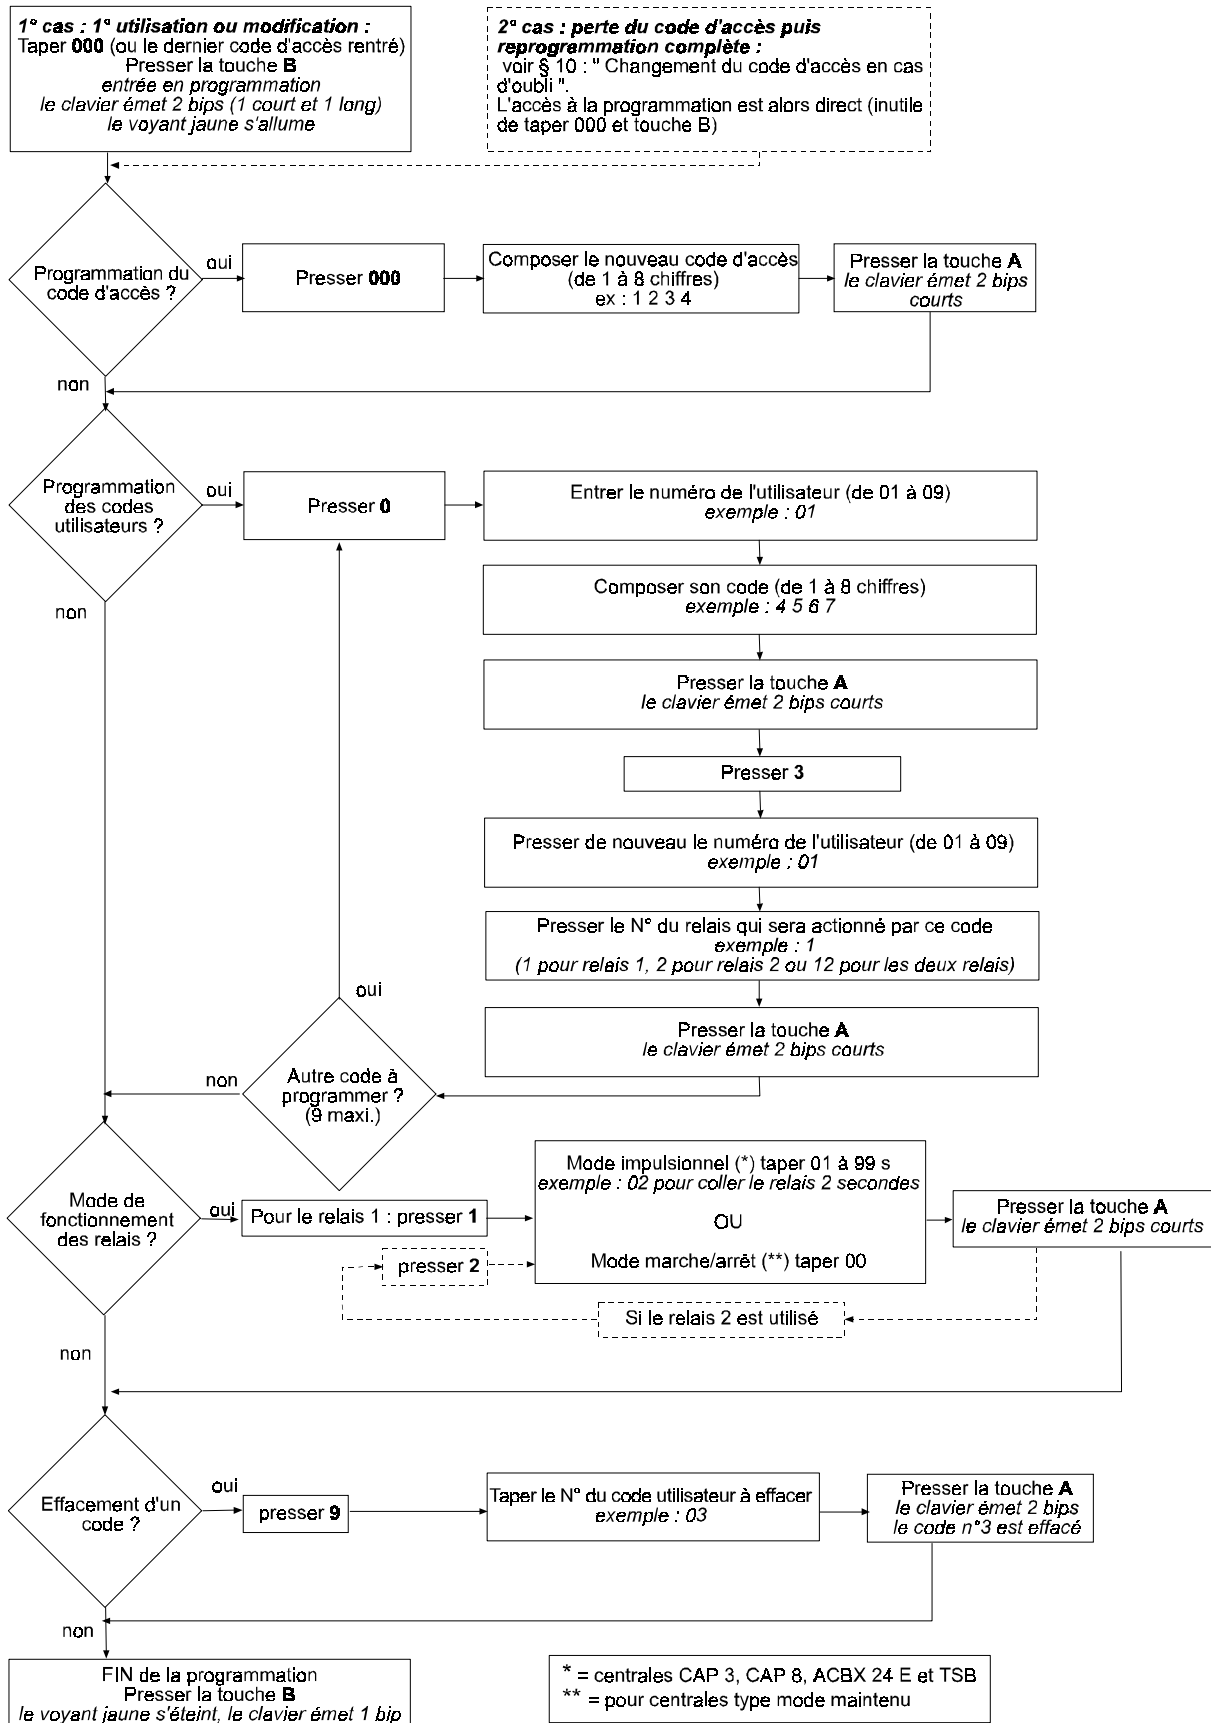 1° cas : 1° utilisation ou modification :
Taper 000 (ou le dernier code d'accès rentré)
Presser la touche B
entrée en programmation
le clavier émet 2 bips (1 court et 1 long)
le voyant jaune s'allume
2° cas : perte du code d'accès puis
reprogrammation complète :
voir § 10 : " Changement du code d'accès en cas
d'oubli ".
L'accès à la programmation est alors direct (inutile
de taper 000 et touche B)
Programmation du
code d'accès ?
oui
Presser 000
Composer le nouveau code d'accès
(de 1 à 8 chiffres)
ex : 1 2 3 4
Presser la touche A
le clavier émet 2 bips
courts
non
Programmation
des codes
utilisateurs ?
oui
Presser 0
Entrer le numéro de l'utilisateur (de 01 à 09)
exemple : 01
non
Composer son code (de 1 à 8 chiffres)
exemple : 4 5 6 7
Presser la touche A
le clavier émet 2 bips courts
Presser 3
Presser de nouveau le numéro de l'utilisateur (de 01 à 09)
exemple : 01
Presser le N° du relais qui sera actionné par ce code
exemple : 1
(1 pour relais 1, 2 pour relais 2 ou 12 pour les deux relais)
Presser la touche A
le clavier émet 2 bips courts
oui
non
Autre code à
programmer ?
(9 maxi.)
Mode de
fonctionnement
des relais ?
oui
Pour le relais 1 : presser 1
Mode impulsionnel (*) taper 01 à 99 s
exemple : 02 pour coller le relais 2 secondes
OU
Mode marche/arrêt (**) taper 00
Presser la touche A
le clavier émet 2 bips courts
presser 2
Si le relais 2 est utilisé
non
Effacement d'un
code ?
oui
presser 9
Taper le N° du code utilisateur à effacer
exemple : 03
Presser la touche A
le clavier émet 2 bips
le code n°3 est effacé
non
FIN de la programmation
Presser la touche B
le voyant jaune s'éteint, le clavier émet 1 bip
* = centrales CAP 3, CAP 8, ACBX 24 E et TSB
** = pour centrales type mode maintenu